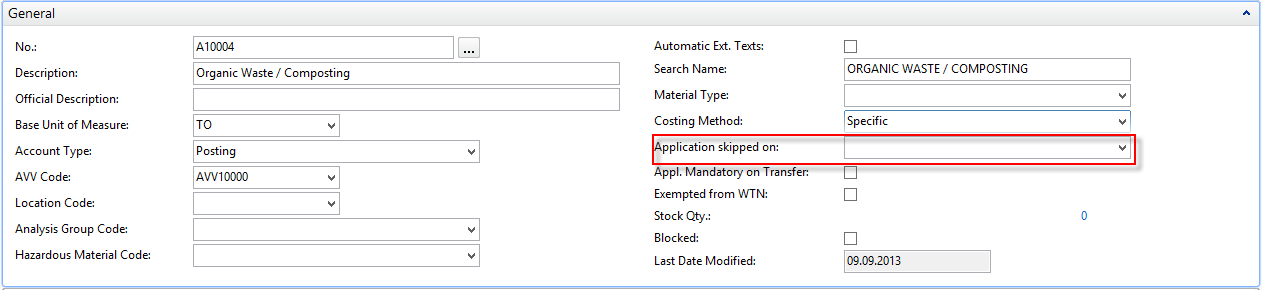 General
No.: A10004 ...
Description: Organic Waste / Composting
Official Description:
Base Unit of Measure: TO
Account Type: Posting
AVV Code: AVV10000
Location Code:
Analysis Group Code:
Hazardous Material Code:
Automatic Ext. Texts:
Search Name: ORGANIC WASTE / COMPOSTING
Material Type:
Costing Method: Specific
Application skipped on:
Appl. Mandatory on Transfer:
Exempted from WTN:
Stock Qty.: 0
Blocked:
Last Date Modified: 09.09.2013